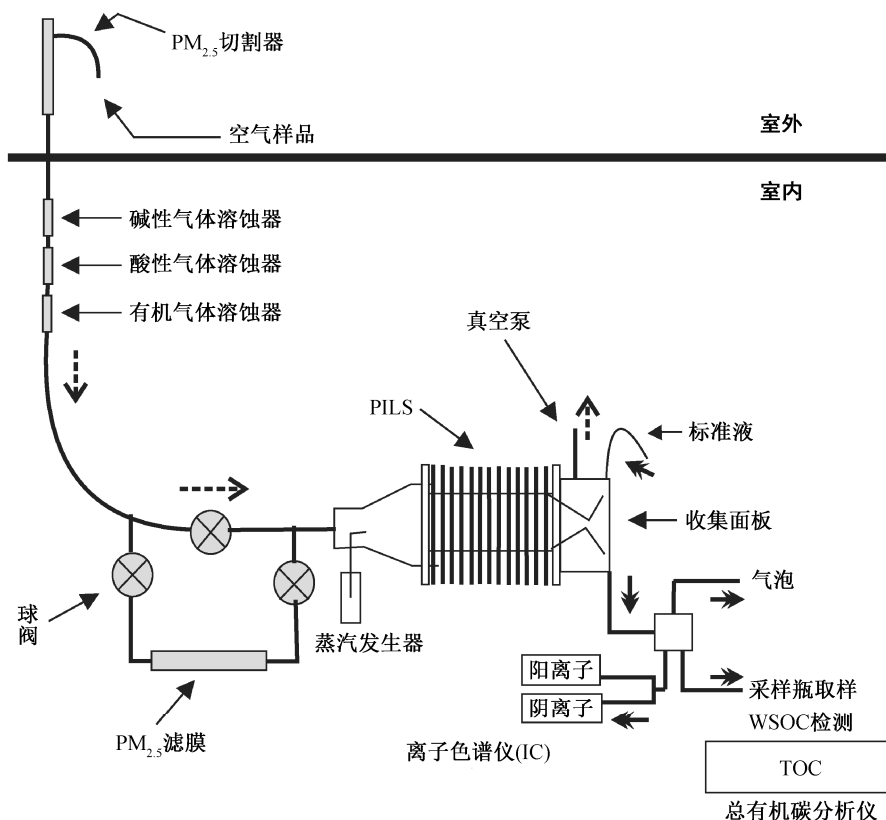 PM2.5切割器
空气样品
室外
室内
碱性气体溶蚀器
酸性气体溶蚀器
有机气体溶蚀器
真空泵
PILS
标准液
收集面板
气泡
球
阀
蒸汽发生器
阳离子
阴离子
采样瓶取样
WSOC检测
PM2.5滤膜
离子色谱仪(IC)
TOC
总有机碳分析仪